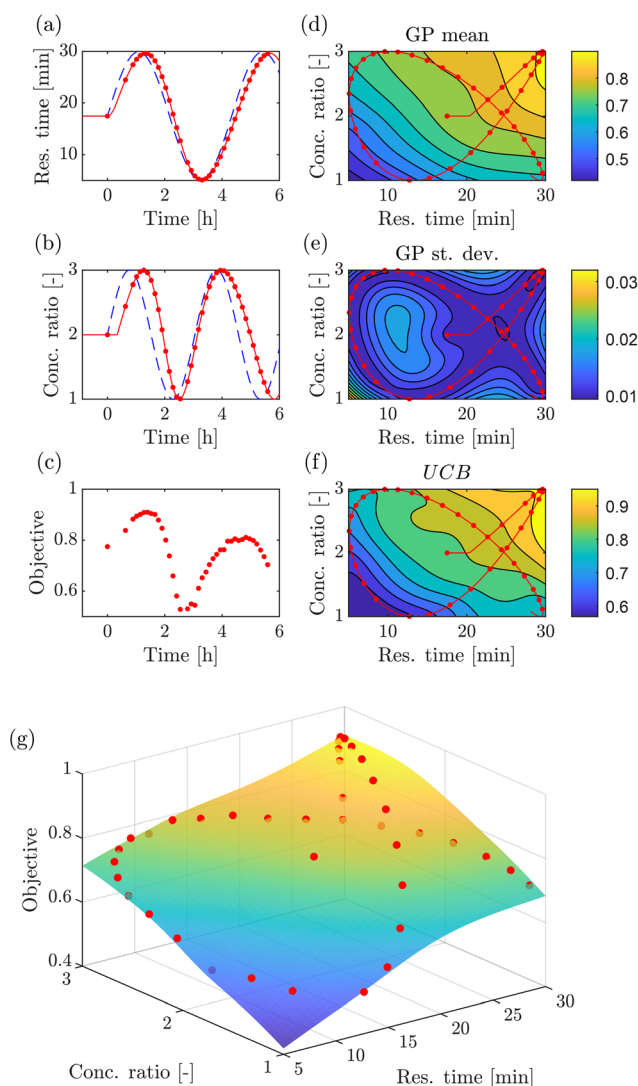 (a)
Res. time [min]
30
20
10
0 2 4 6
Time [h]
(d)
GP mean
Conc. ratio [-]
3
2
1
10 20 30
Res. time [min]
0.8
0.7
0.6
0.5
(b)
Conc. ratio [-]
3
2
1
0 2 4 6
Time [h]
(e)
GP st. dev.
Conc. ratio [-]
3
2
1
10 20 30
Res. time [min]
0.03
0.02
0.01
(c)
Objective
1
0.8
0.6
0 2 4 6
Time [h]
(f)
UCB
Conc. ratio [-]
3
2
1
10 20 30
Res. time [min]
0.9
0.8
0.7
0.6
(g)
Objective
1
0.8
0.6
0.4
3
2
1
Conc. ratio [-]
5
10
15
20
25
30
Res. time [min]